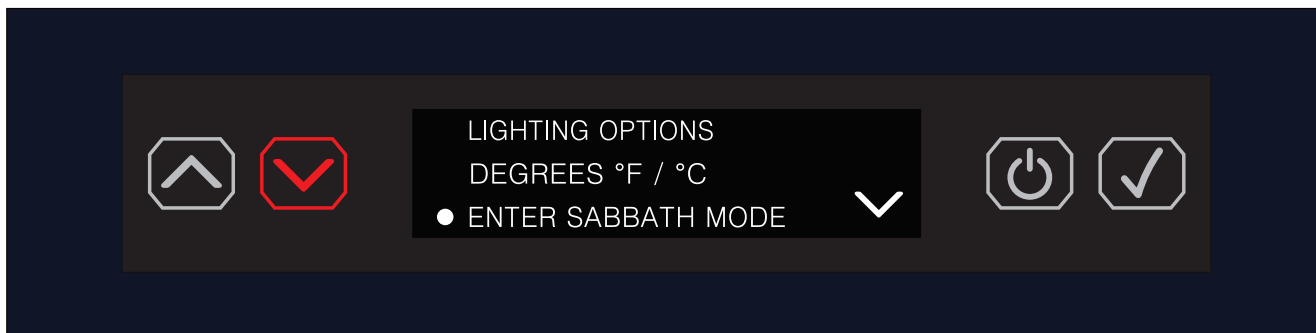 LIGHTING OPTIONS
DEGREES °F / °C
ENTER SABBATH MODE